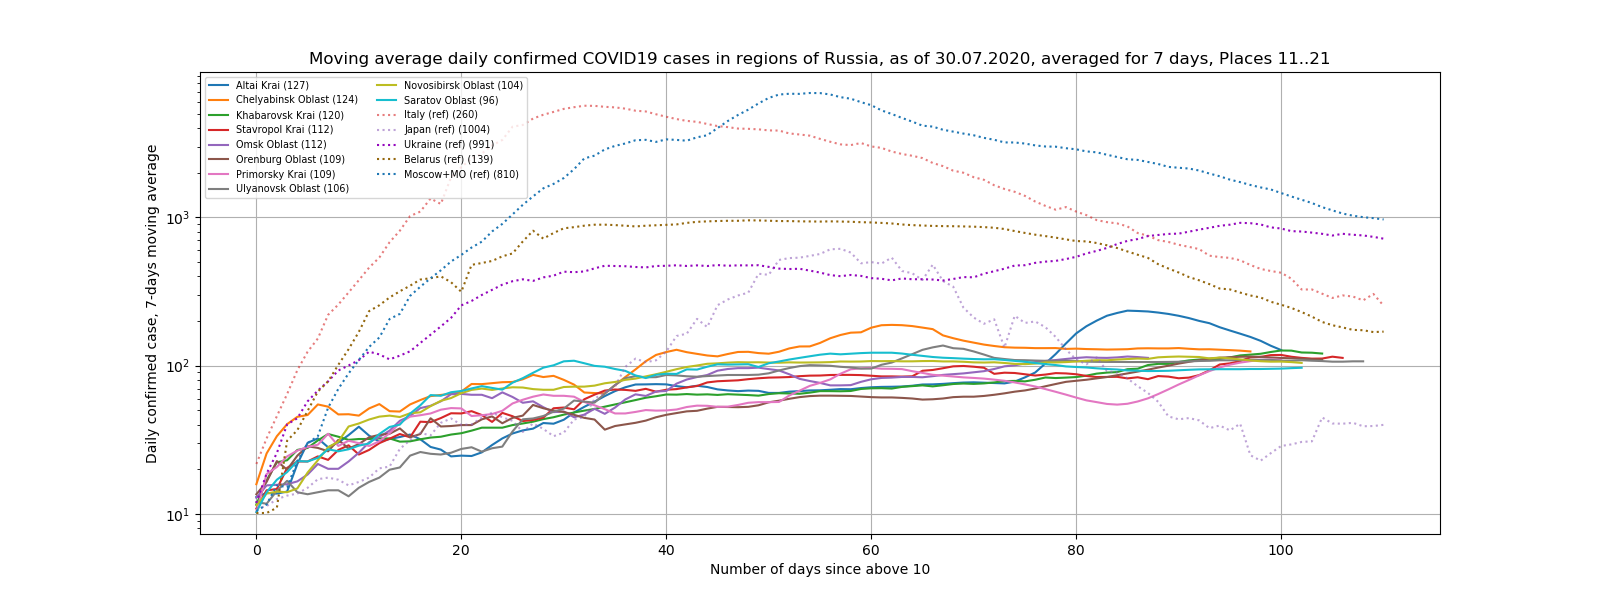 Moving average daily confirmed COVID19 cases in regions of Russia, as of 30.07.2020, averaged for 7 days, Places 11..21
Altai Krai (127)
Chelyabinsk Oblast (124)
Khabarovsk Krai (120)
Stavropol Krai (112)
Omsk Oblast (112)
Orenburg Oblast (109)
Primorsky Krai (109)
Ulyanovsk Oblast (106)
Novosibirsk Oblast (104)
Saratov Oblast (96)
Italy (ref) (260)
Japan (ref) (1004)
Ukraine (ref) (991)
Belarus (ref) (139)
Moscow+MO (ref) (810)
Daily confirmed case, 7-days moving average
10³
10²
10¹
0 20 40 60 80 100
Number of days since above 10